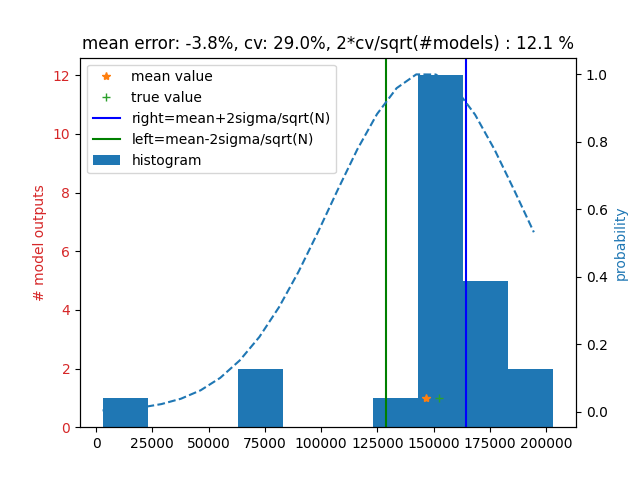 mean error: -3.8%, cv: 29.0%, 2*cv/sqrt(#models) : 12.1 %
mean value
true value
right=mean+2sigma/sqrt(N)
left=mean-2sigma/sqrt(N)
histogram
# model outputs
12
10
8
6
4
2
0
probability
1.0
0.8
0.6
0.4
0.2
0.0
0 25000 50000 75000 100000 125000 150000 175000 200000